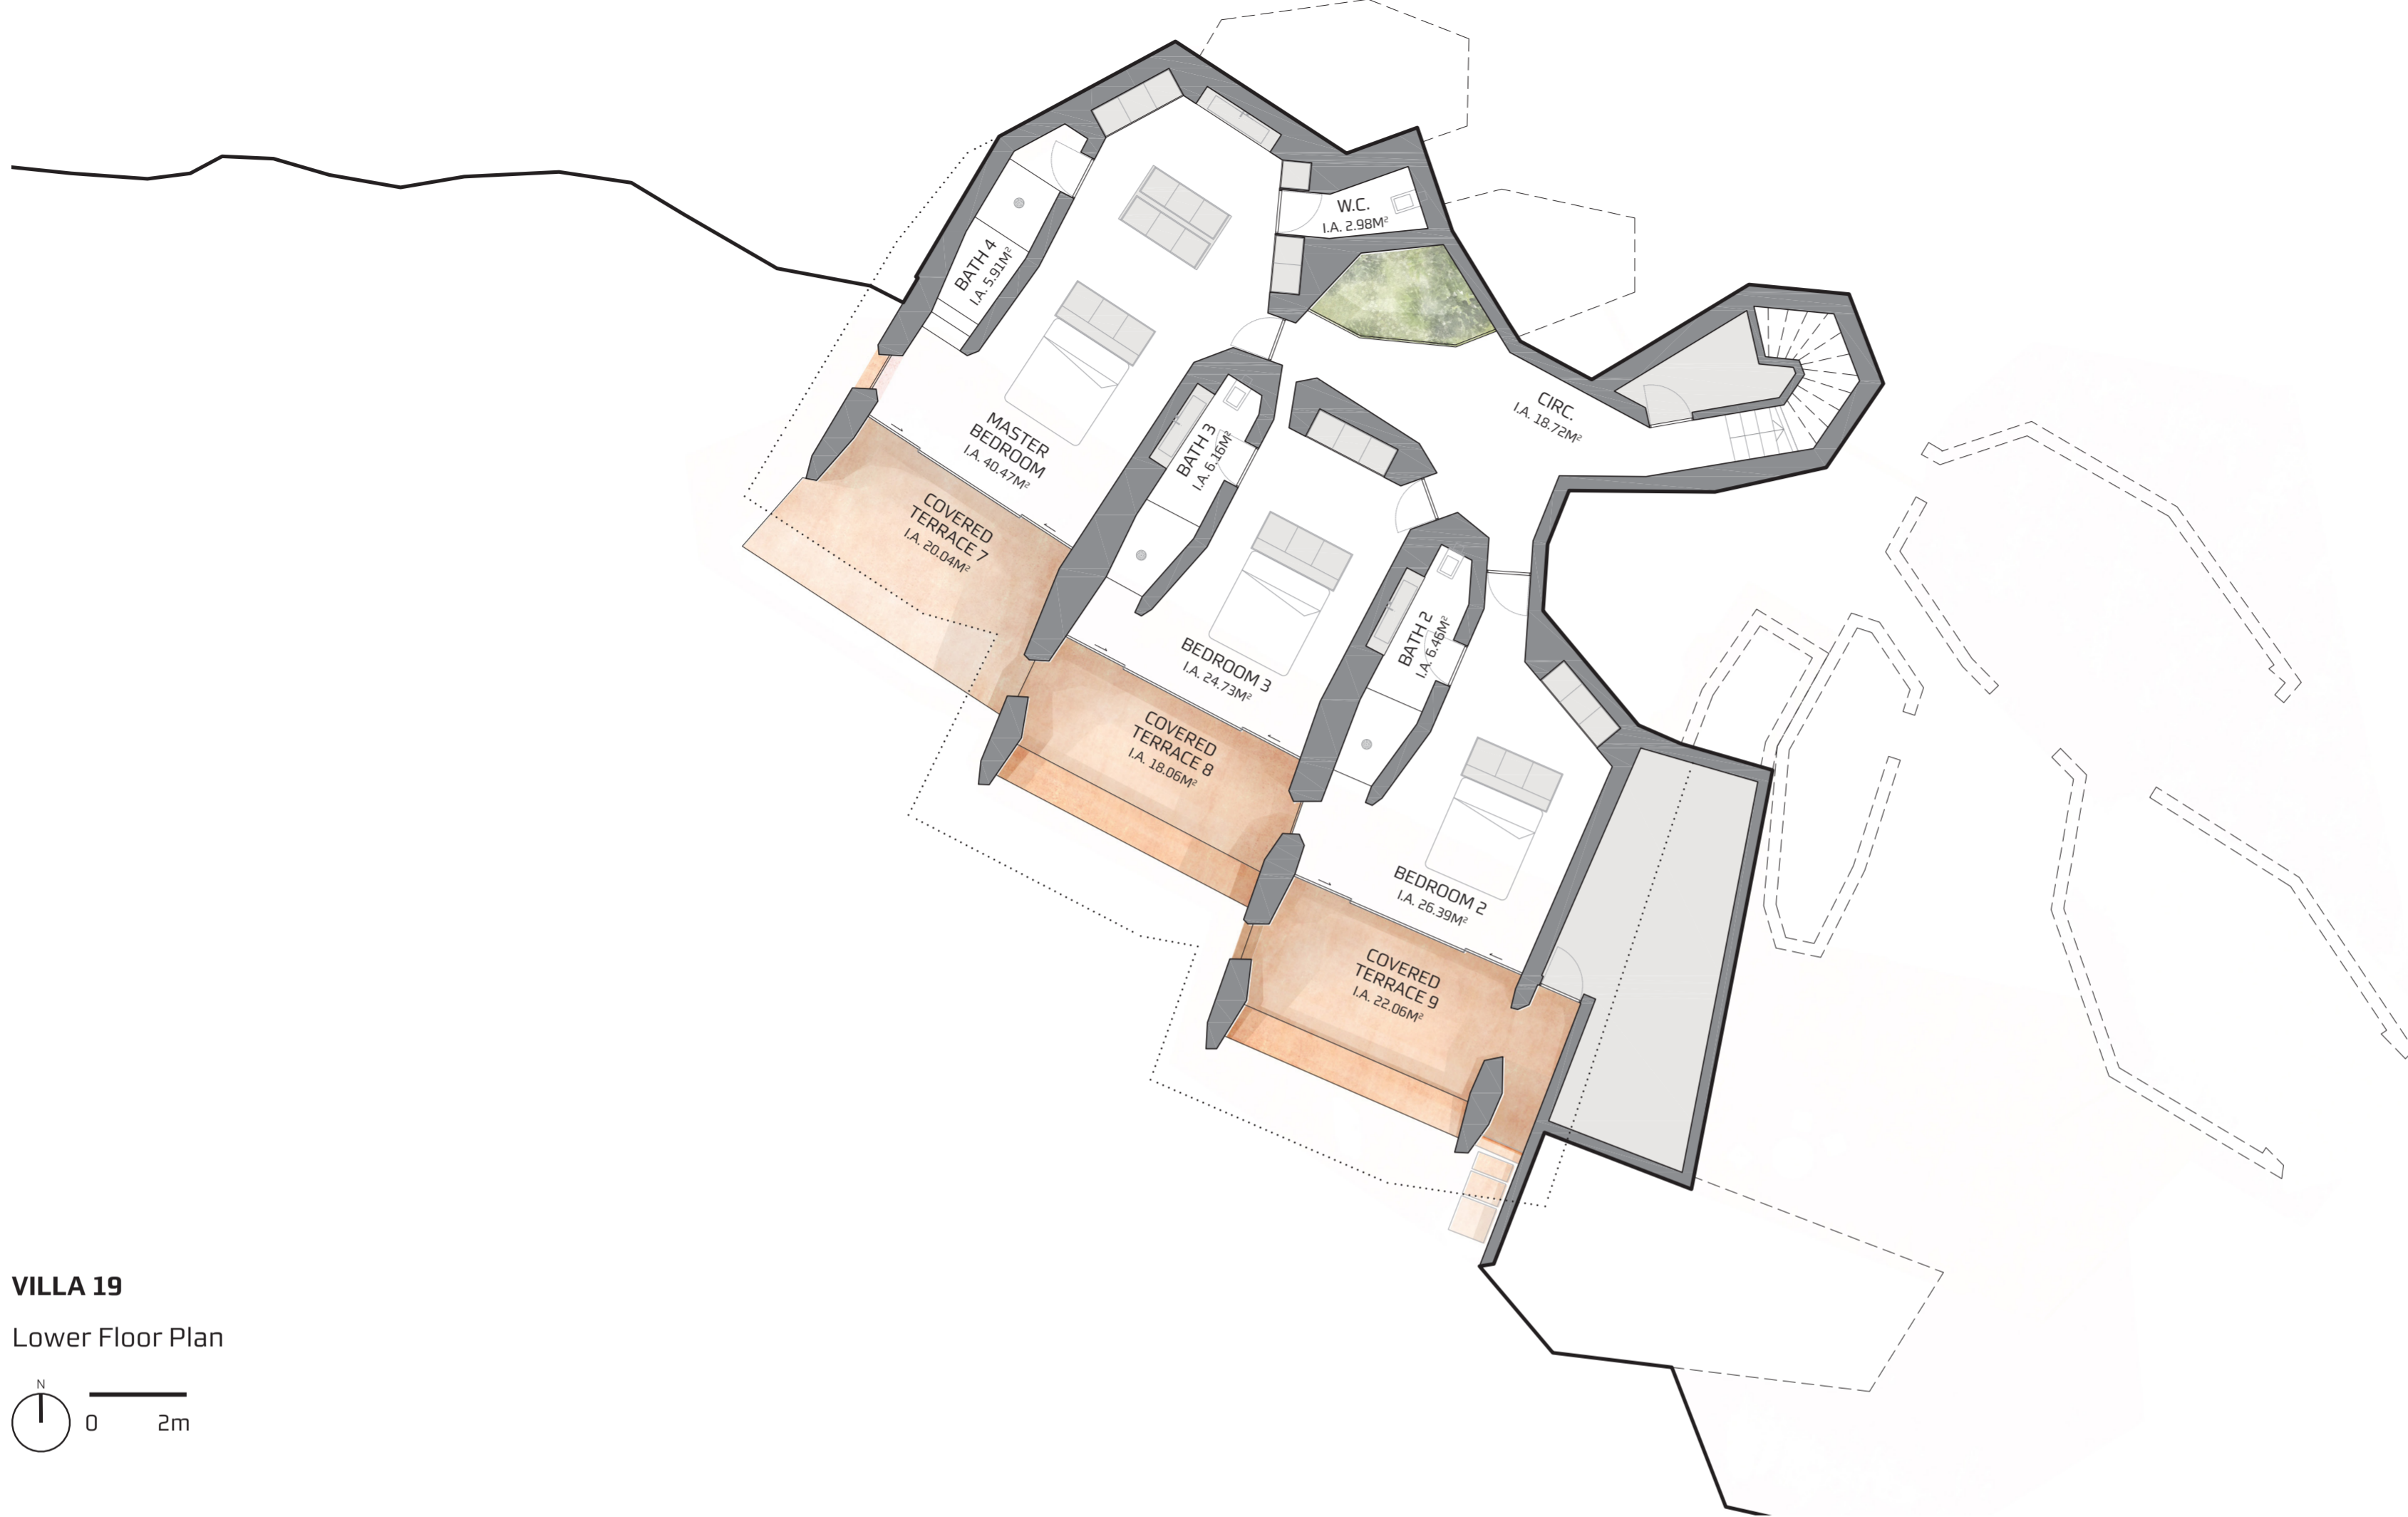 W.C.
I.A. 2.98M²
BATH 4
I.A. 5.91M²
CIRC.
I.A. 18.72M²
MASTER
BEDROOM
I.A. 40.47M²
BATH 3
I.A. 6.16M²
COVERED
TERRACE 7
I.A. 20.04M²
BATH 2
I.A. 6.46M²
BEDROOM 3
I.A. 24.73M²
COVERED
TERRACE 8
I.A. 18.06M²
BEDROOM 2
I.A. 26.39M²
COVERED
TERRACE 9
I.A. 22.06M²
VILLA 19
Lower Floor Plan
N
0 2m